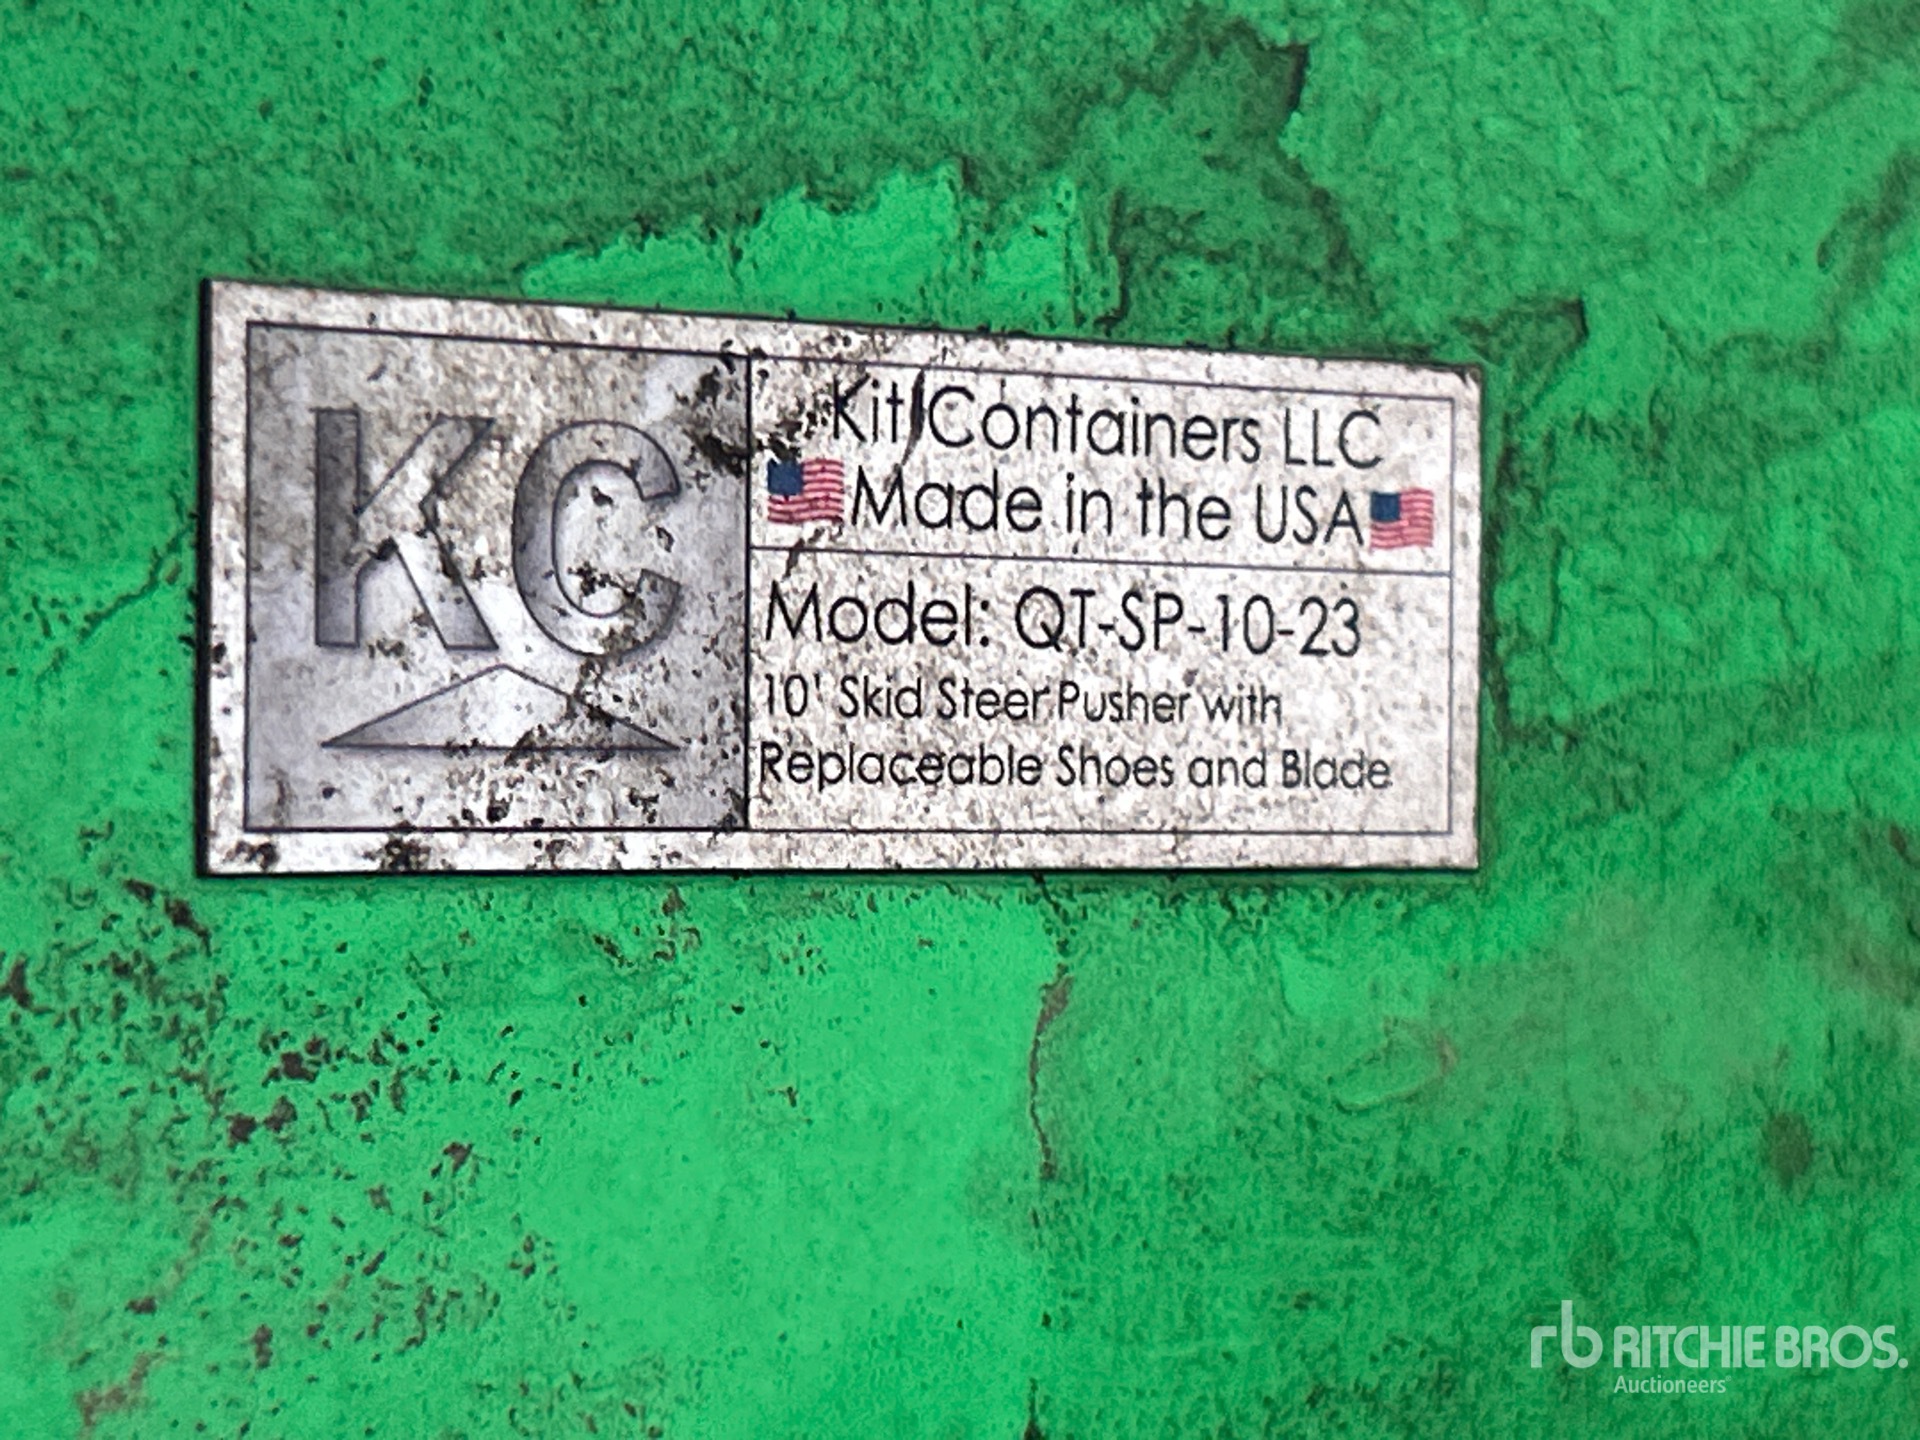 KC
Kit Containers LLC
Made in the USA
Model: QT-SP-10-23
10' Skid Steer Pusher with
Replaceable Shoes and Blade
rb RITCHIE BROS.
Auctioneers